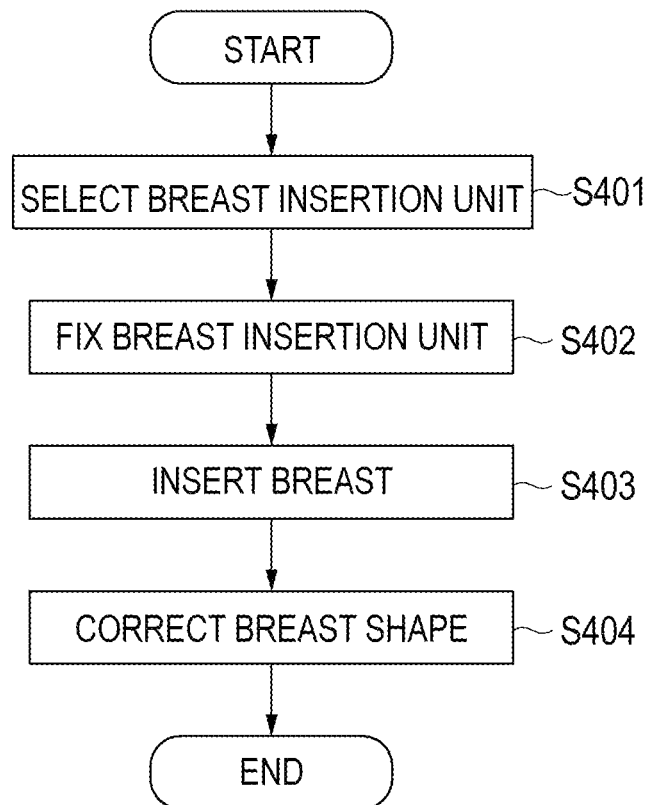 START
SELECT BREAST INSERTION UNIT
S401
FIX BREAST INSERTION UNIT
S402
INSERT BREAST
S403
CORRECT BREAST SHAPE
S404
END